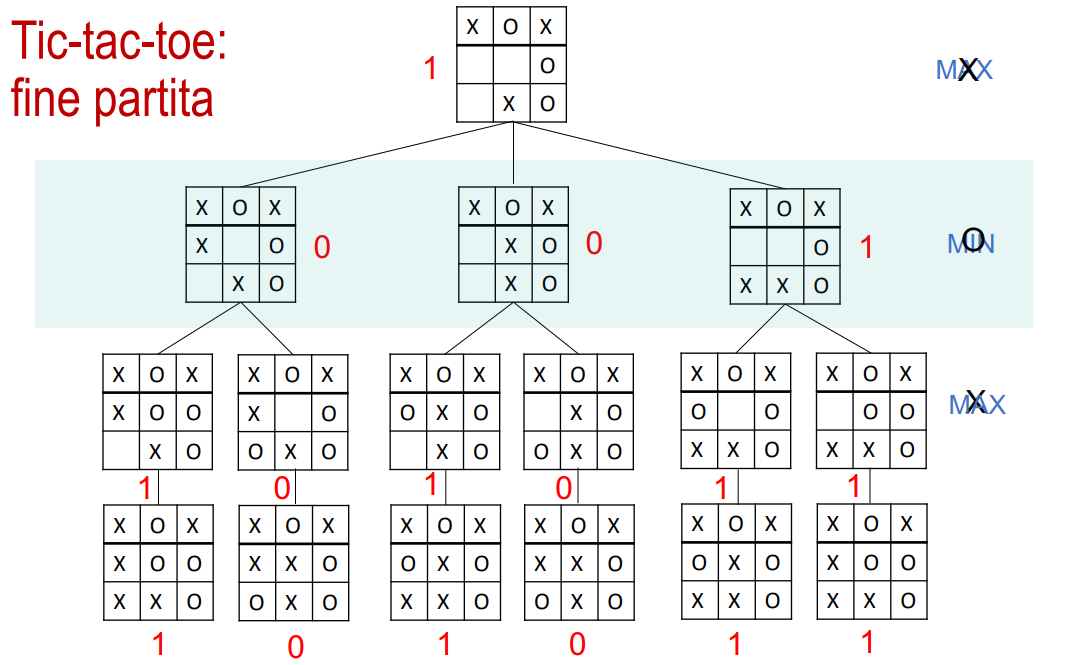 Tic-tac-toe:
fine partita
X O X
1 O MAX X
X O
X O X X O X X O X
X O 0 X O 0 O 1 MIN O
X O X O X X O
X O X X O X X O X X O X X O X X O X
X O O X O O X O X O O O O O MAX X
X O O X O X O O X O X X O X X O
1 0 1 0 1 1
X O X X O X X O X X O X X O X X O X
X O O X X O O X O X X O O X O X O O
X X O O X O X X O O X O X X O X X O
1 0 1 0 1 1